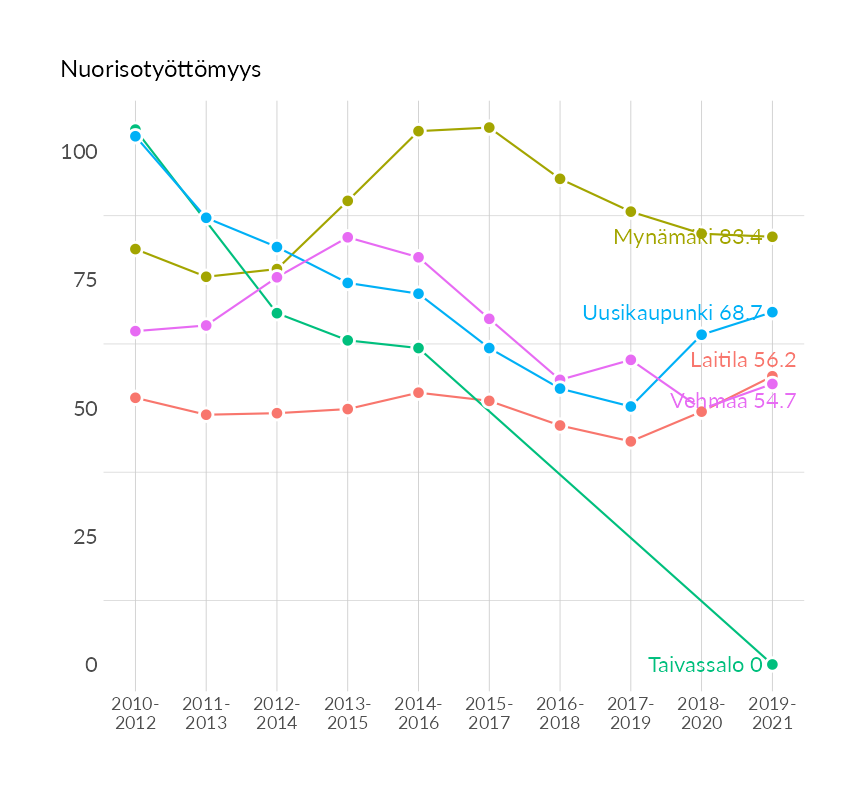 Nuorisotyöttömyys
100
75
50
25
0
Mynämäki 83.4
Uusikaupunki 68.7
Laitila 56.2
Vehmaa 54.7
Taivassalo 0
2010- 2011- 2012- 2013- 2014- 2015- 2016- 2017- 2018- 2019-
2012 2013 2014 2015 2016 2017 2018 2019 2020 2021